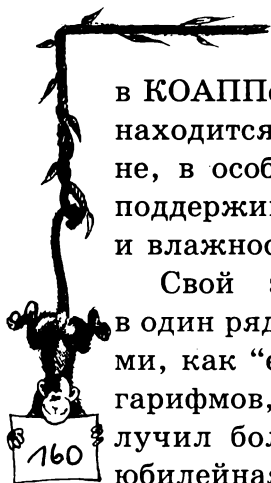 в КОАПП
находится
не, в особ
поддержи
и влажнос
Свой
в один ряд
ми, как “е
гарифмов,
лучил бол
юбилейная
160